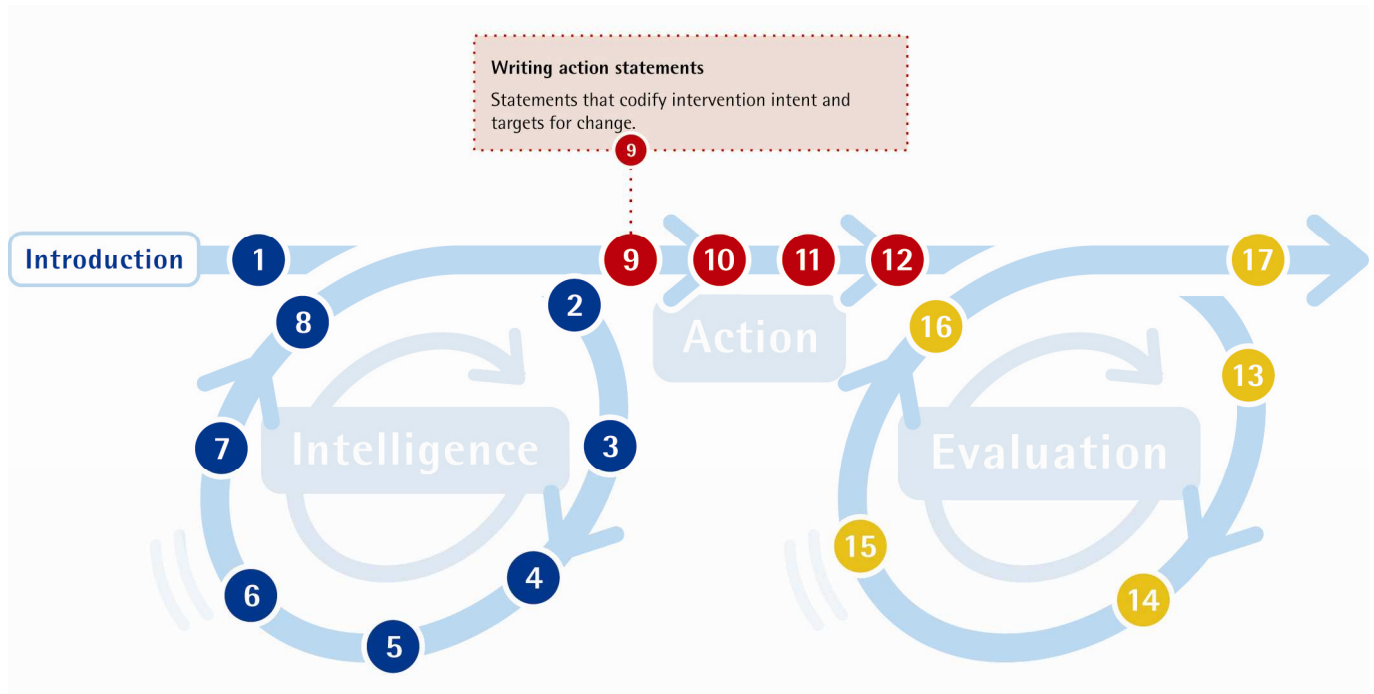 Writing action statements
Statements that codify intervention intent and
targets for change.
9
Introduction
1
9
10
11
12
17
2
8
16
Action
13
7
Intelligence
3
Evaluation
15
4
6
14
5